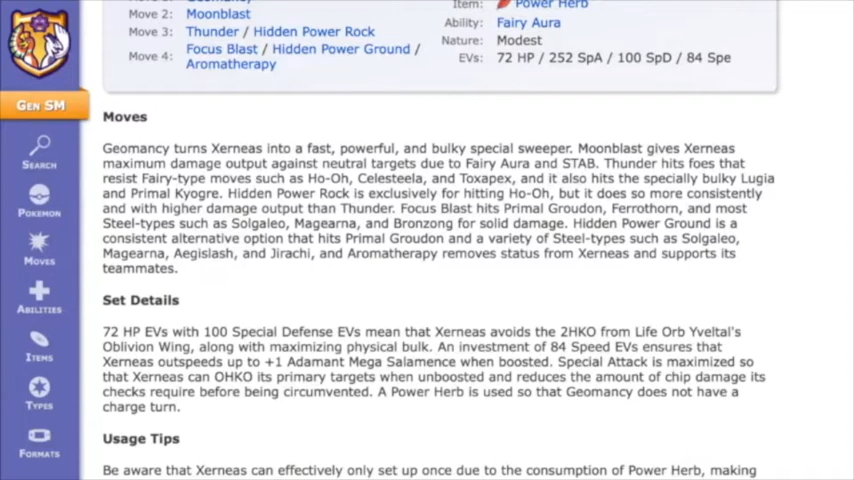 Move 1: Geomancy
Item: Power Herb
Move 2: Moonblast
Ability: Fairy Aura
Move 3: Thunder / Hidden Power Rock
Nature: Modest
Move 4: Focus Blast / Hidden Power Ground /
Aromatherapy
EVs: 72 HP / 252 SpA / 100 SpD / 84 Spe
GEN SM
SEARCH
POKEMON
MOVES
ABILITIES
ITEMS
TYPES
FORMATS
Moves
Geomancy turns Xerneas into a fast, powerful, and bulky special sweeper. Moonblast gives Xerneas
maximum damage output against neutral targets due to Fairy Aura and STAB. Thunder hits foes that
resist Fairy-type moves such as Ho-Oh, Celesteela, and Toxapex, and it also hits the specially bulky Lugia
and Primal Kyogre. Hidden Power Rock is exclusively for hitting Ho-Oh, but it does so more consistently
and with higher damage output than Thunder. Focus Blast hits Primal Groudon, Ferrothorn, and most
Steel-types such as Solgaleo, Magearna, and Bronzong for solid damage. Hidden Power Ground is a
consistent alternative option that hits Primal Groudon and a variety of Steel-types such as Solgaleo,
Magearna, Aegislash, and Jirachi, and Aromatherapy removes status from Xerneas and supports its
teammates.
Set Details
72 HP EVs with 100 Special Defense EVs mean that Xerneas avoids the 2HKO from Life Orb Yveltal's
Oblivion Wing, along with maximizing physical bulk. An investment of 84 Speed EVs ensures that
Xerneas outspeeds up to +1 Adamant Mega Salamence when boosted. Special Attack is maximized so
that Xerneas can OHKO its primary targets when unboosted and reduces the amount of chip damage its
checks require before being circumvented. A Power Herb is used so that Geomancy does not have a
charge turn.
Usage Tips
Be aware that Xerneas can effectively only set up once due to the consumption of Power Herb, making